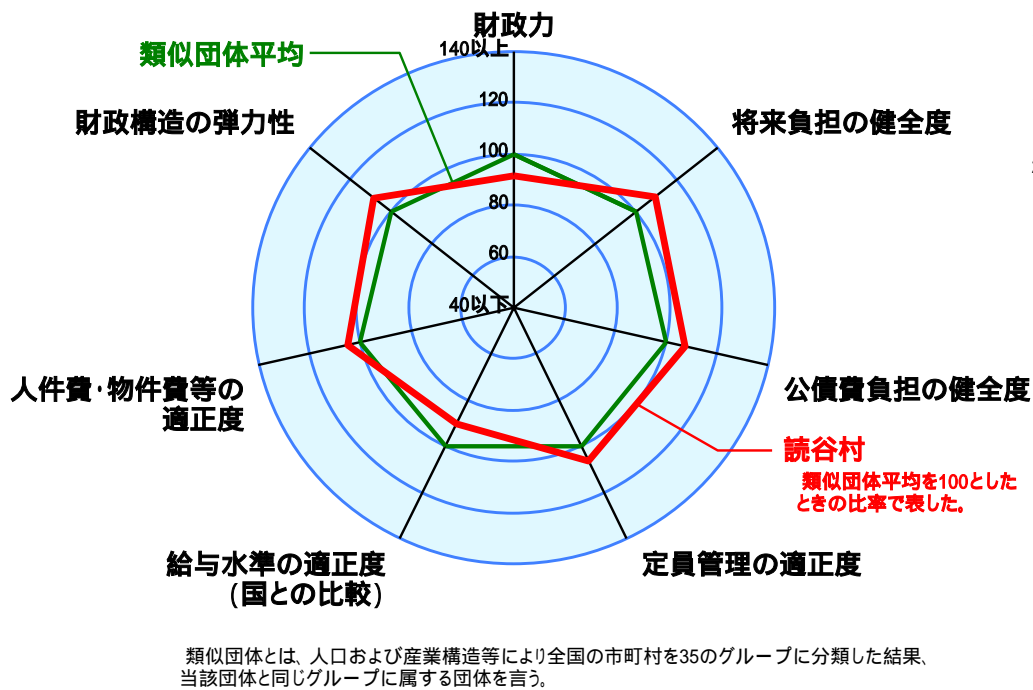 財政力
140以上
類似団体平均
120
財政構造の弾力性
将来負担の健全度
100
80
60
40以下
人件費・物件費等の
適正度
公債費負担の健全度
読谷村
類似団体平均を100とした
ときの比率で表した。
給与水準の適正度
(国との比較)
定員管理の適正度
類似団体とは、人口および産業構造等により全国の市町村を35のグループに分類した結果、
当該団体と同じグループに属する団体を言う。